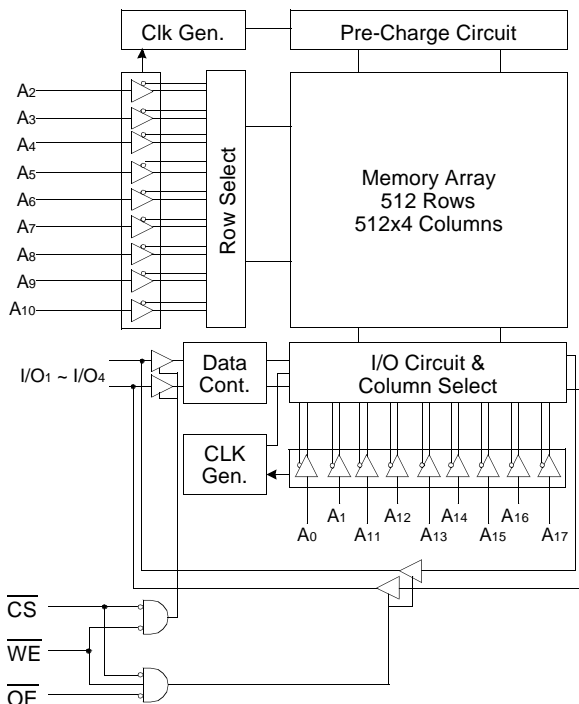 Clk Gen.
Pre-Charge Circuit
A2
A3
A4
A5
A6
A7
A8
A9
A10
Row Select
Memory Array
512 Rows
512x4 Columns
I/O1 ~ I/O4
Data
Cont.
I/O Circuit &
Column Select
CLK
Gen.
A0
A1
A11
A12
A13
A14
A15
A16
A17
CS
WE
OE